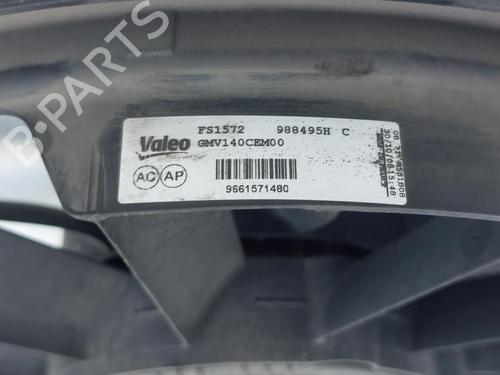 B-PARTS
FS1572 988495H C
Valeo GMV140CEM00
AC AP
9661571480